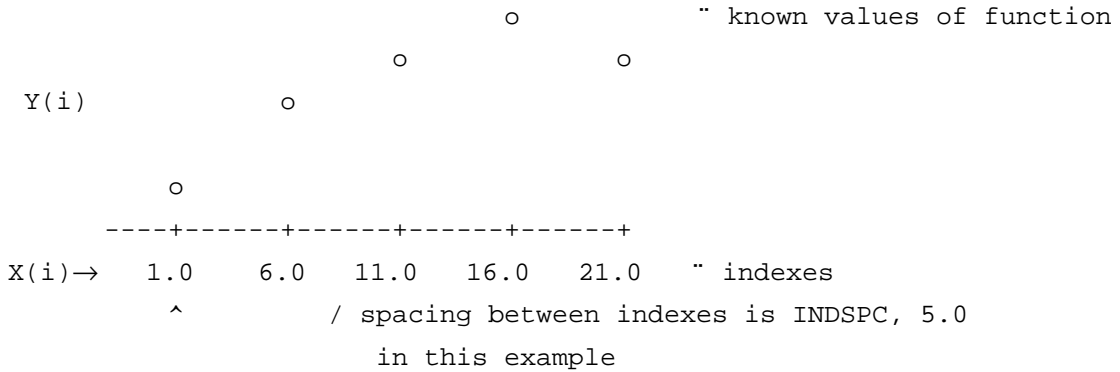 o ¨ known values of function
o o
Y(i) o
o
----+------+------+------+------+
X(i)→ 1.0 6.0 11.0 16.0 21.0 ¨ indexes
^ / spacing between indexes is INDSPC, 5.0
in this example